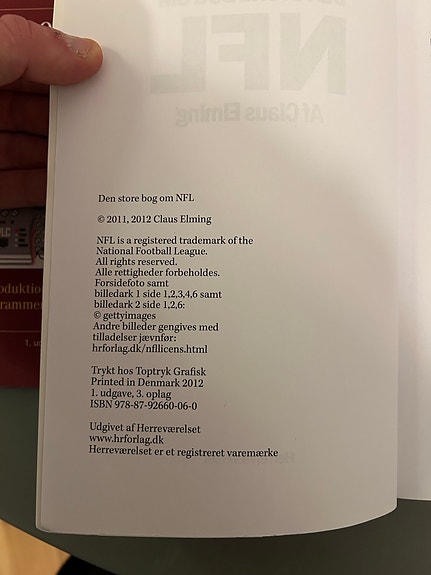 Den store bog om NFL
© 2011, 2012 Claus Elming
NFL is a registered trademark of the
National Football League.
All rights reserved.
Alle rettigheder forbeholdes.
Forsidefoto samt
billedark 1 side 1,2,3,4,6 samt
billedark 2 side 1,2,6:
© gettyimages
Andre billeder gengives med
tilladelser jævnfør:
hrforlag.dk/nfllicens.html
Trykt hos Toptryk Grafisk
Printed in Denmark 2012
1. udgave, 3. oplag
ISBN 978-87-92660-06-0
Udgivet af Herreværelset
www.hrforlag.dk
Herreværelset er et registreret varemærke
NFL
Af Claus Elming